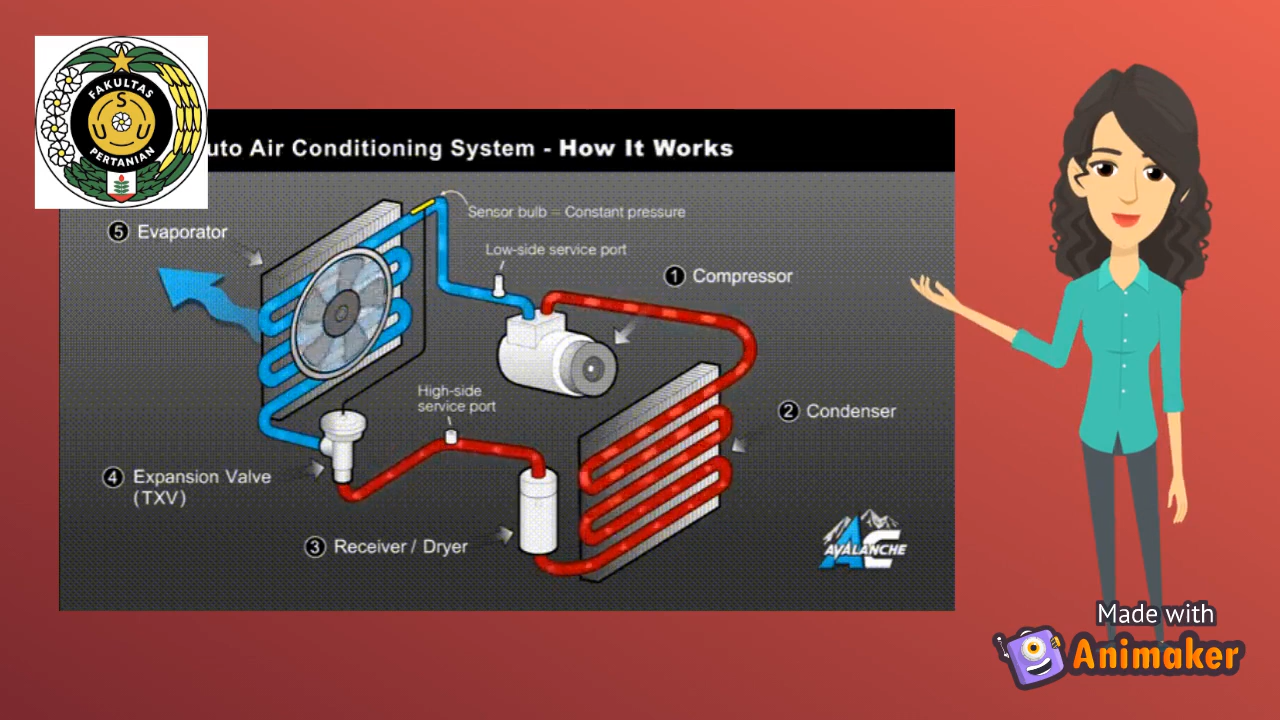 FAKULTAS
USU
PERTANIAN
uto Air Conditioning System - How It Works
Sensor bulb = Constant pressure
5 Evaporator
Low-side service port
1 Compressor
High-side
service port
2 Condenser
4 Expansion Valve
(TXV)
3 Receiver / Dryer
AC
AVALANCHE
Made with
Animaker